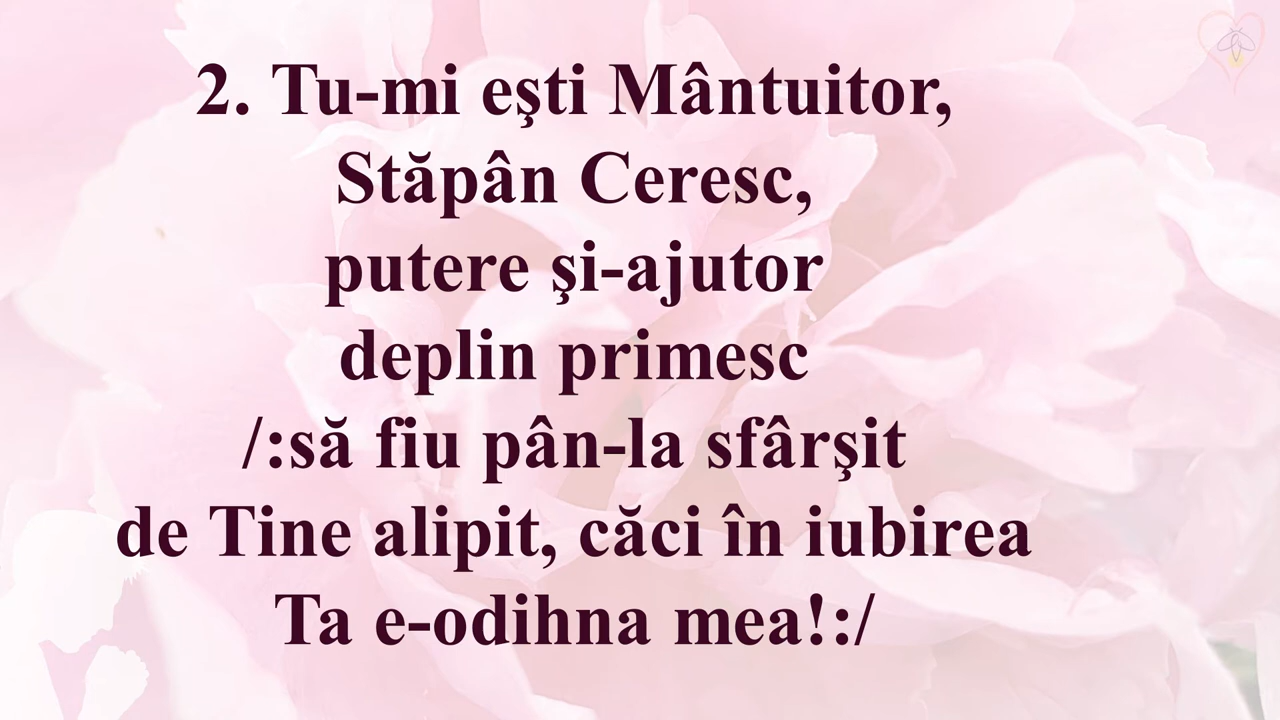 2. Tu-mi eşti Mântuitor,
Stăpân Ceresc,
putere şi-ajutor
deplin primesc
/:să fiu pân-la sfârşit
de Tine alipit, căci în iubirea
Ta e-odihna mea!:/